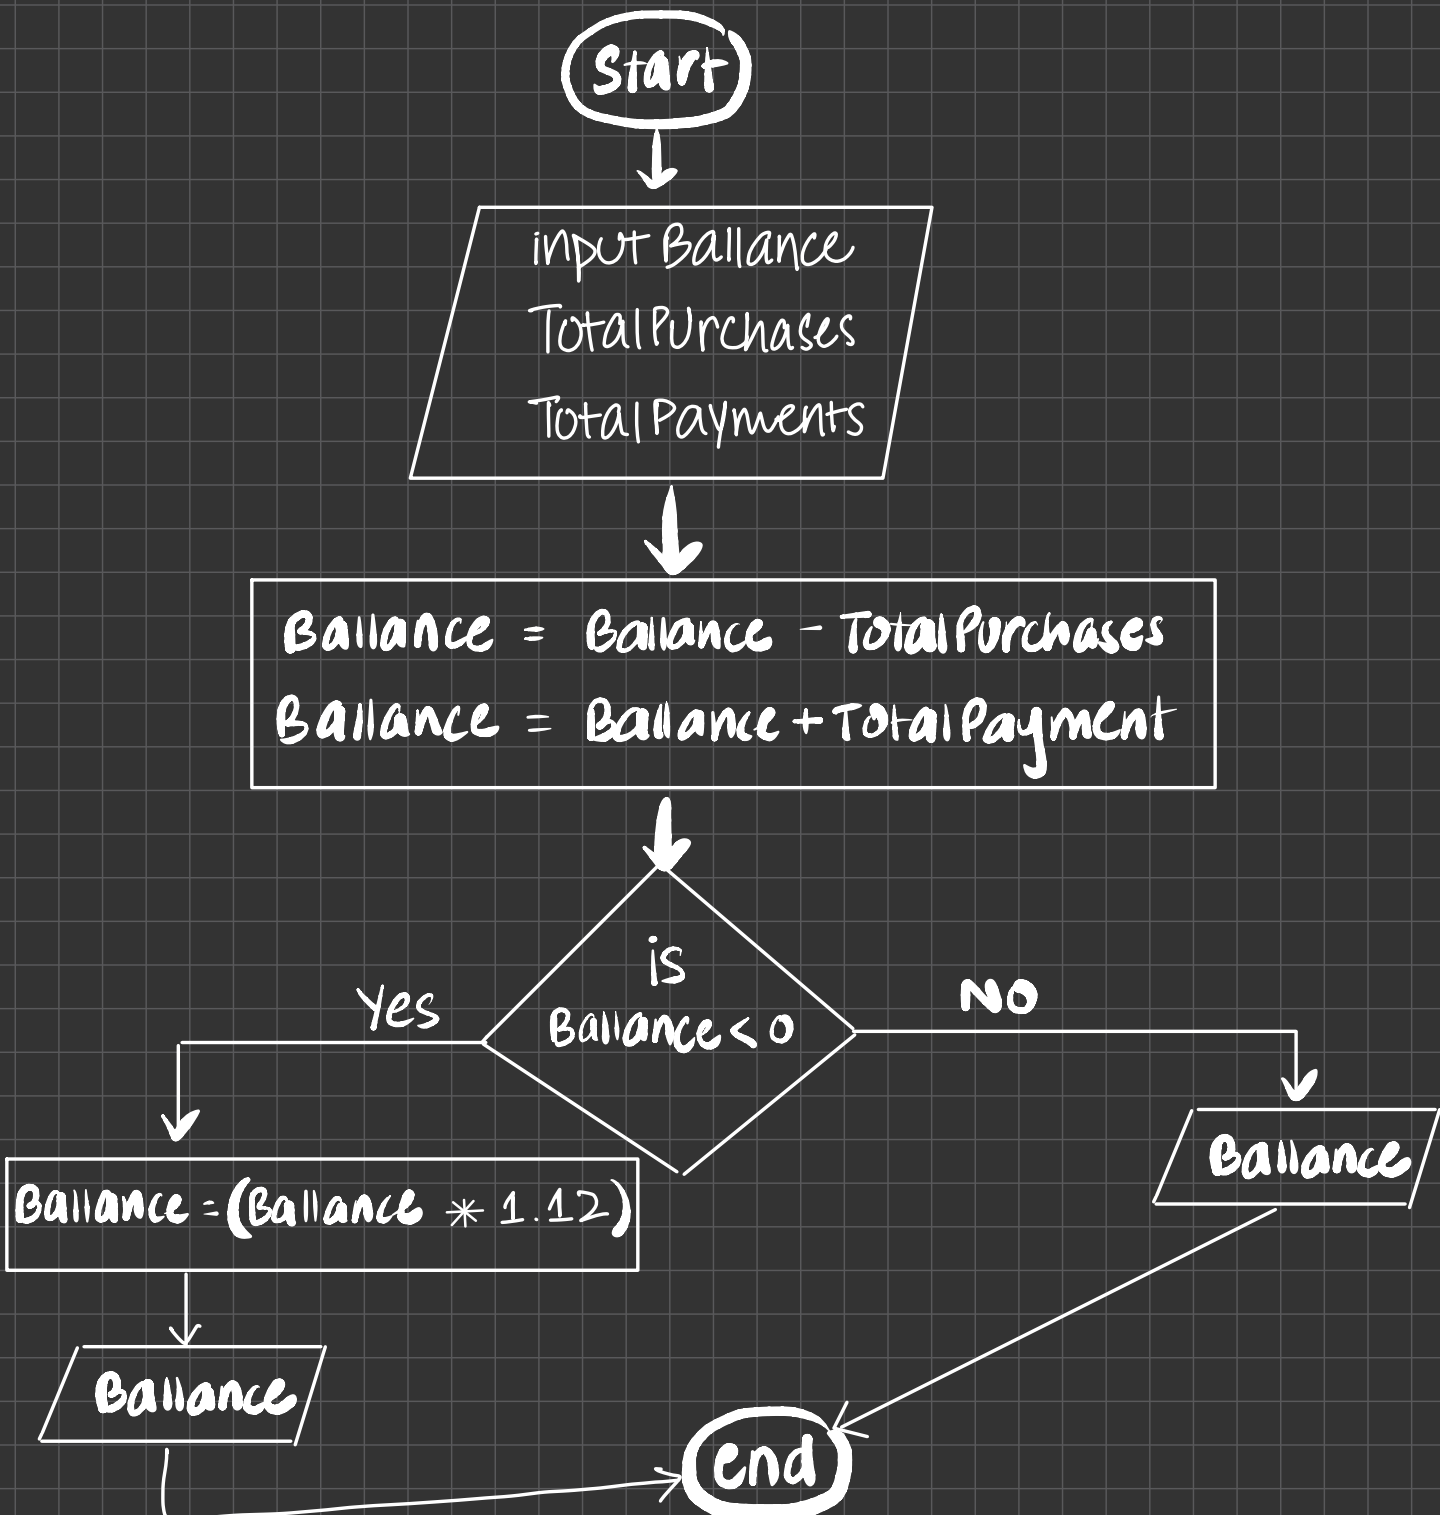 Start
input Ballance
TotalPurchases
TotalPayments
Ballance = Ballance - TotalPurchases
Ballance = Ballance + TotalPayment
is
Ballance < 0
Yes
NO
Ballance = (Ballance * 1.12)
Ballance
Ballance
end